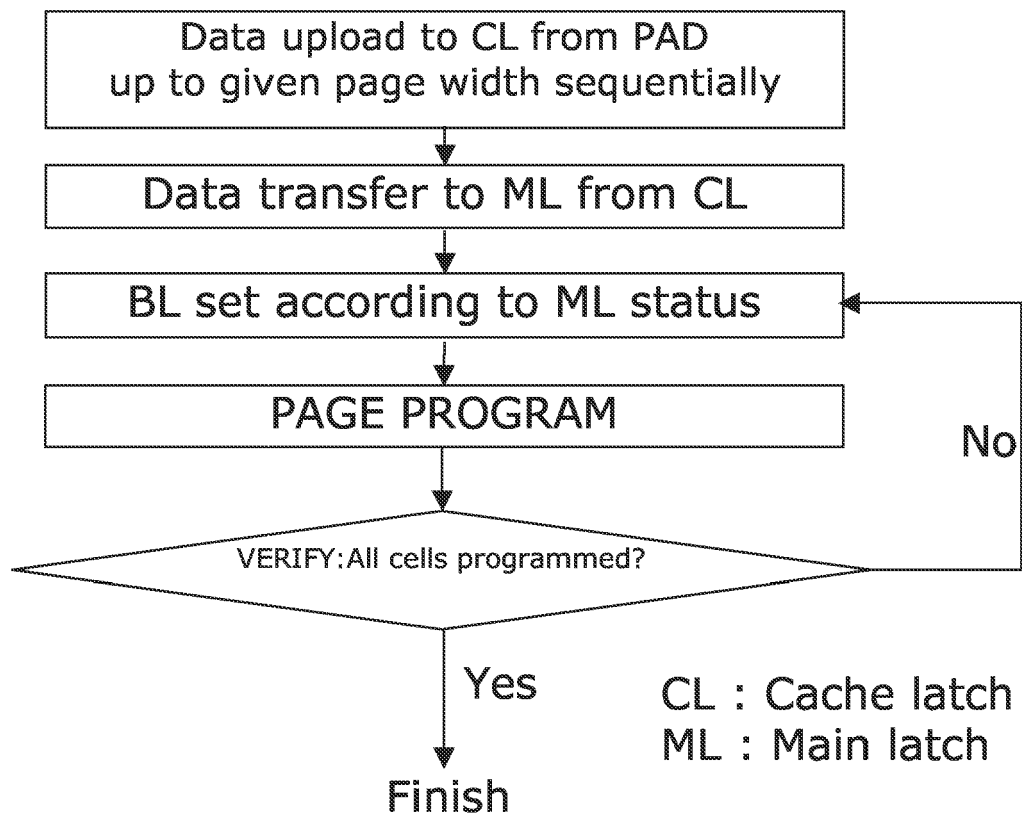 Data upload to CL from PAD
up to given page width sequentially
Data transfer to ML from CL
BL set according to ML status
PAGE PROGRAM
No
VERIFY:All cells programmed?
Yes
CL : Cache latch
ML : Main latch
Finish